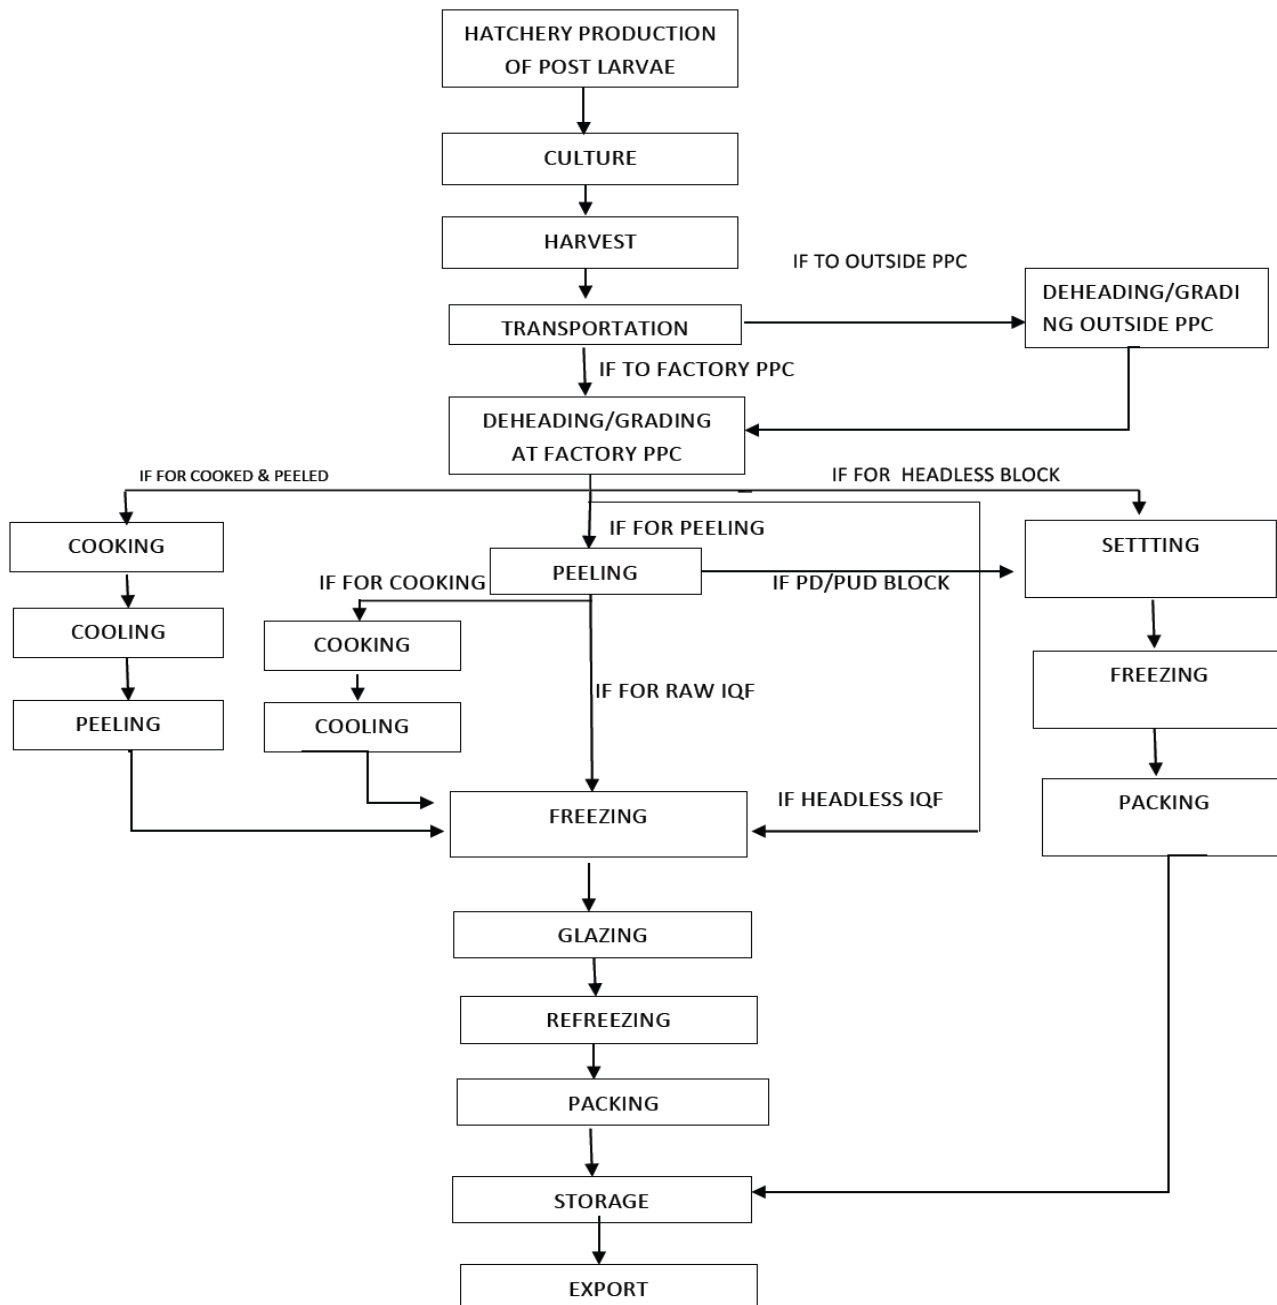 HATCHERY PRODUCTION
OF POST LARVAE
CULTURE
HARVEST
IF TO OUTSIDE PPC
DEHEADING/GRADI
NG OUTSIDE PPC
TRANSPORTATION
IF TO FACTORY PPC
DEHEADING/GRADING
AT FACTORY PPC
IF FOR COOKED & PEELED
IF FOR  HEADLESS BLOCK
IF FOR PEELING
COOKING
SETTTING
PEELING
IF FOR COOKING
IF PD/PUD BLOCK
COOLING
COOKING
FREEZING
IF FOR RAW IQF
PEELING
COOLING
PACKING
IF HEADLESS IQF
FREEZING
GLAZING
REFREEZING
PACKING
STORAGE
EXPORT